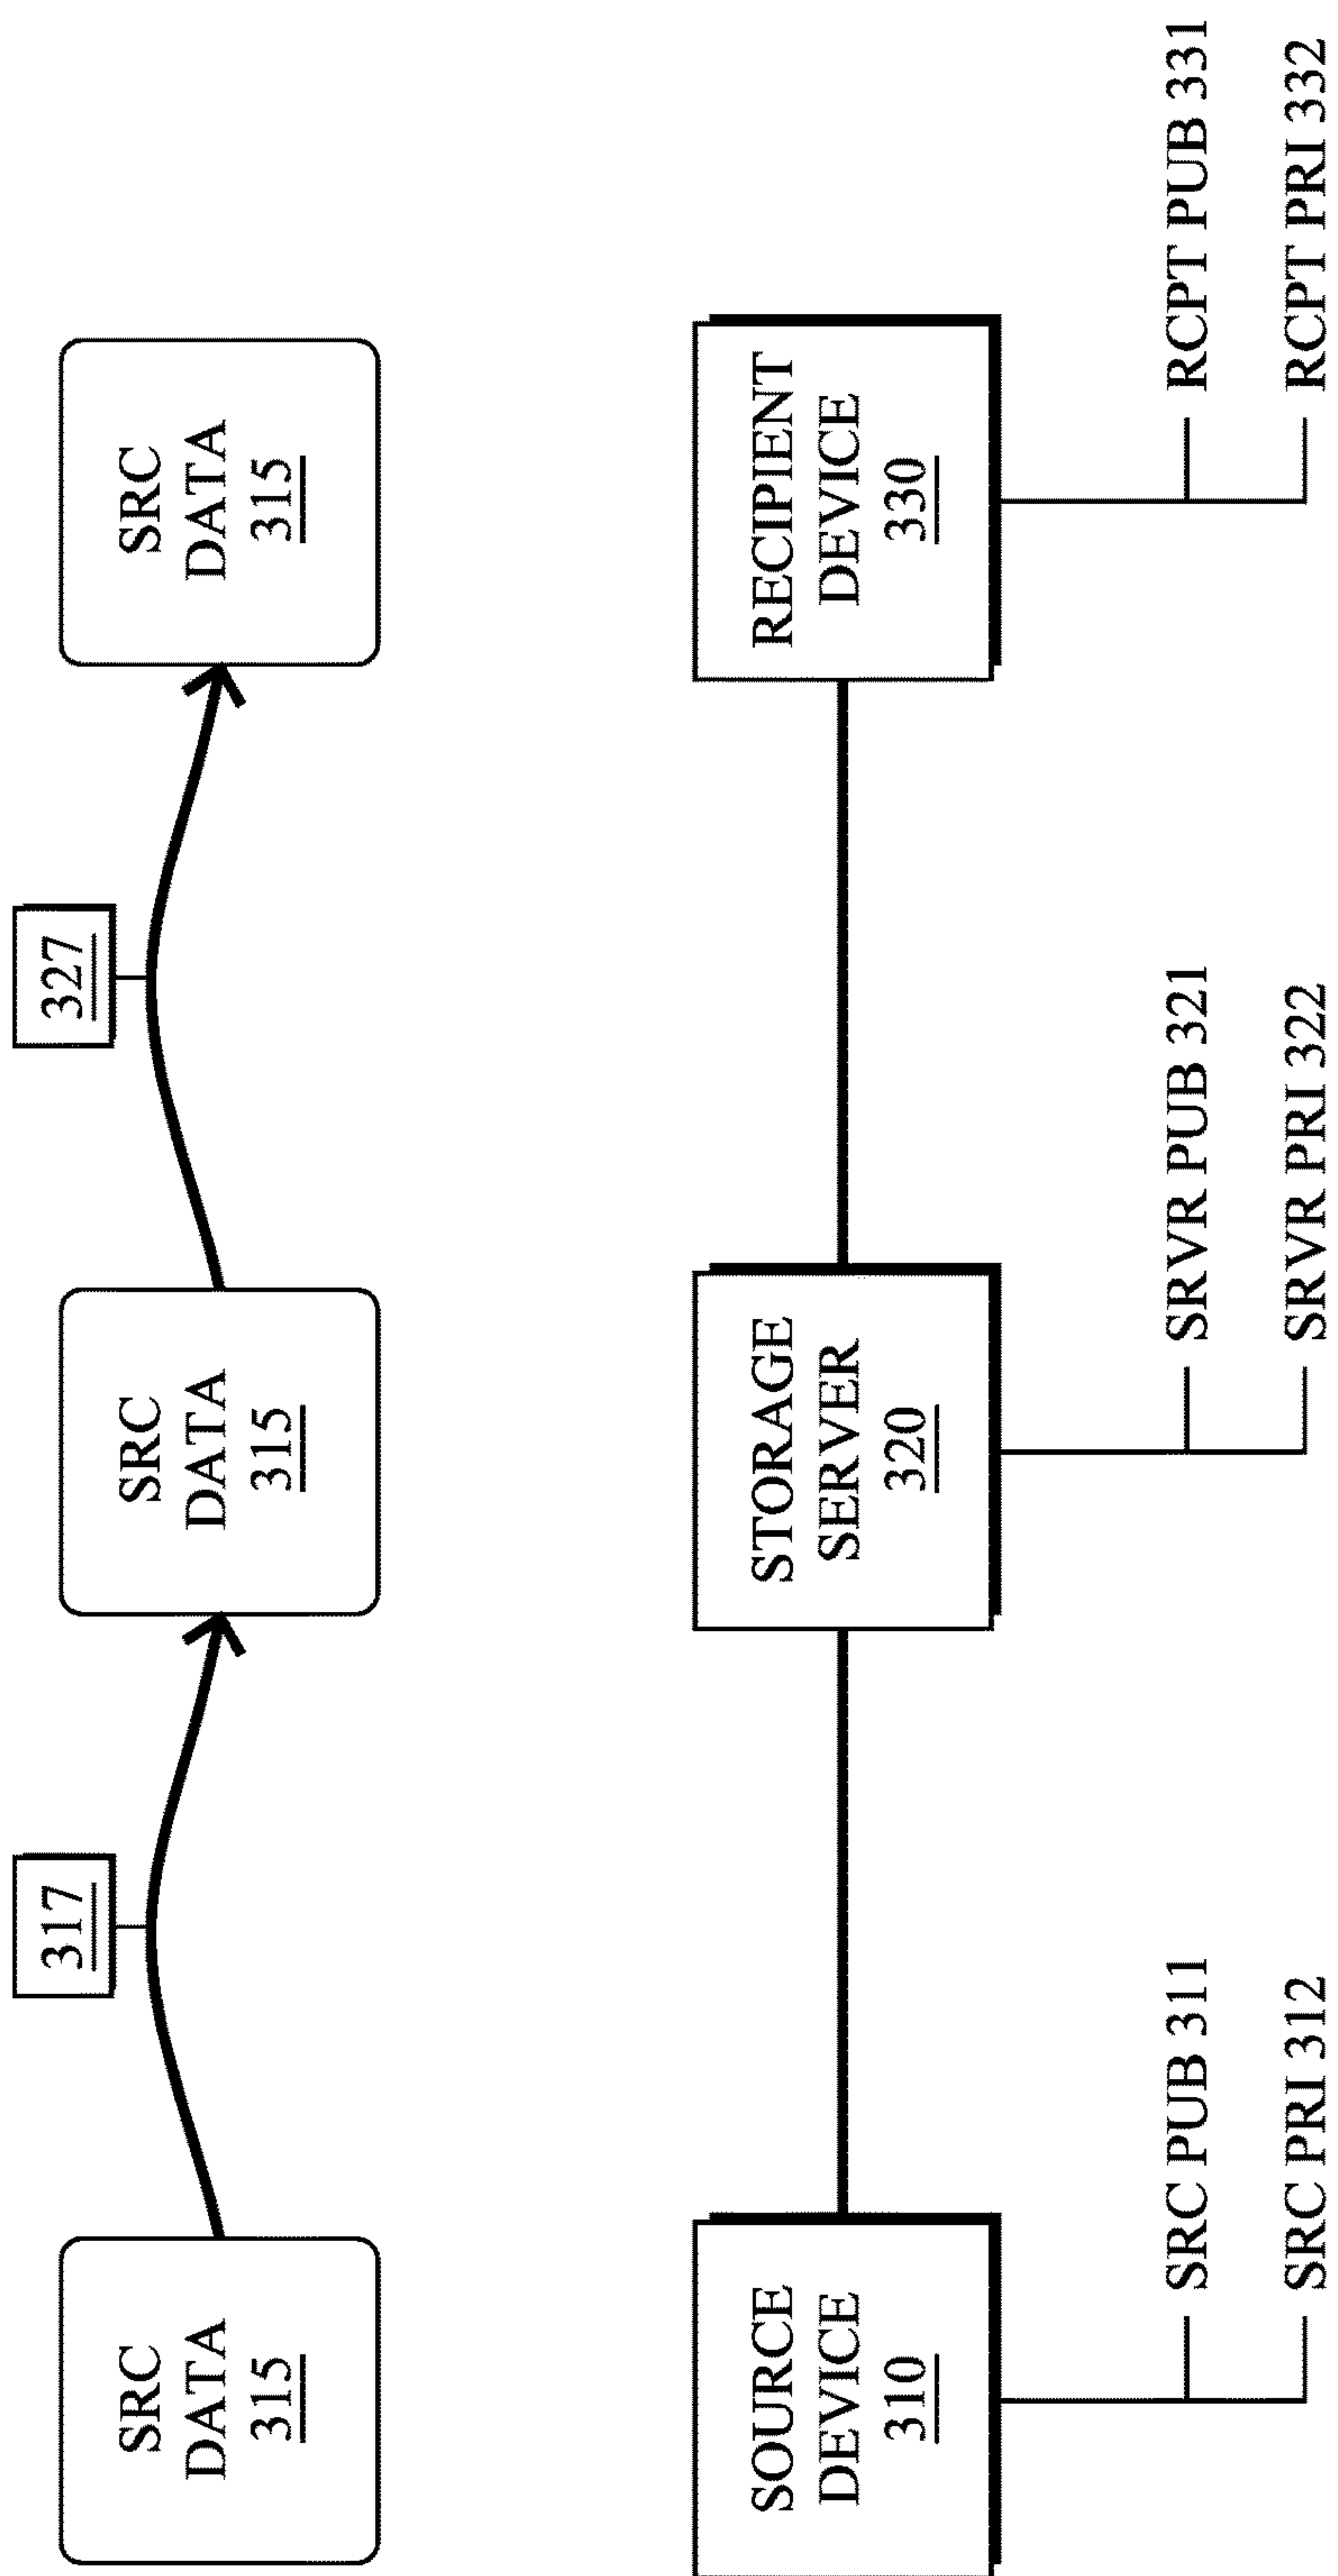 317
327
SRC
DATA
315
SRC
DATA
315
SRC
DATA
315
SOURCE
DEVICE
310
STORAGE
SERVER
320
RECIPIENT
DEVICE
330
SRC PUB 311
SRC PRI 312
SRVR PUB 321
SRVR PRI 322
RCPT PUB 331
RCPT PRI 332